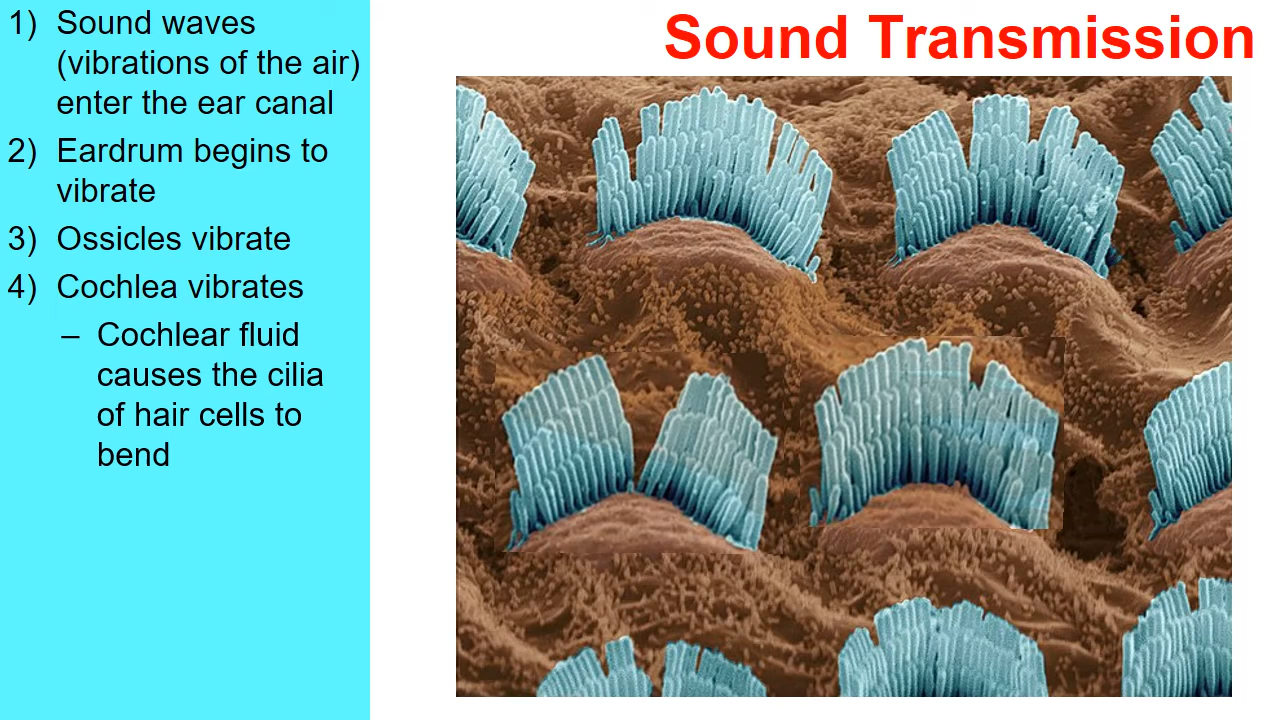 Sound Transmission
1) Sound waves
(vibrations of the air)
enter the ear canal
2) Eardrum begins to
vibrate
3) Ossicles vibrate
4) Cochlea vibrates
– Cochlear fluid
causes the cilia
of hair cells to
bend